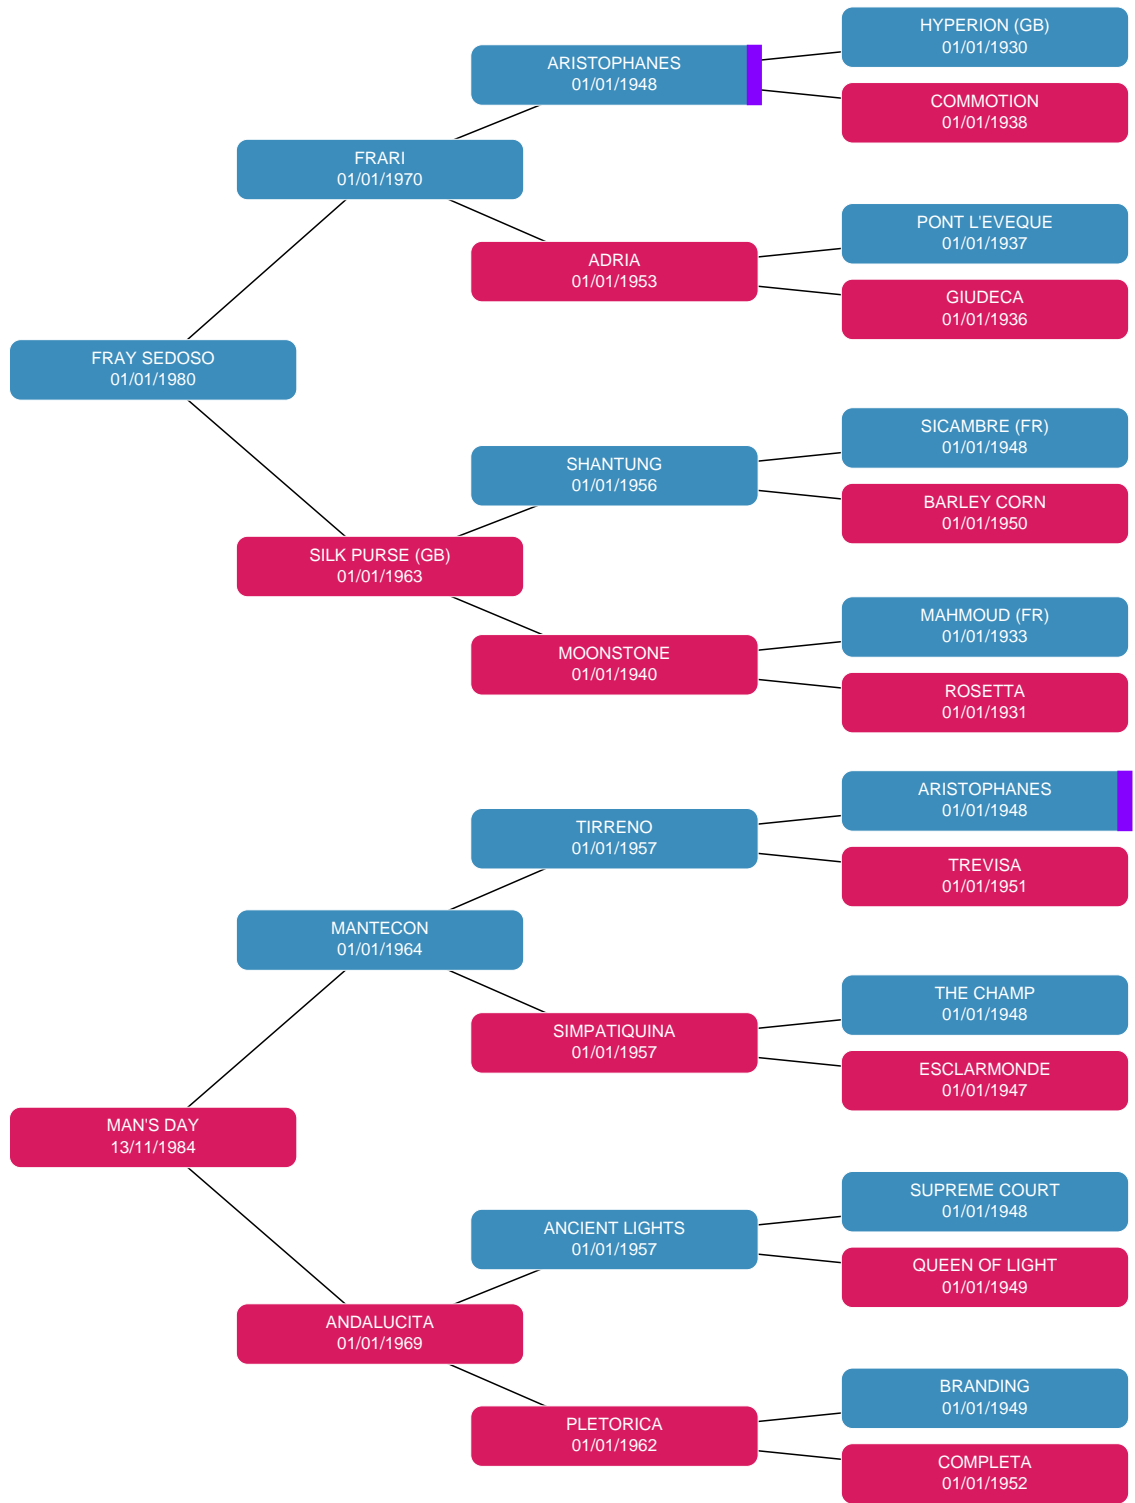 HYPERION (GB)
01/01/1930
ARISTOPHANES
01/01/1948
COMMOTION
01/01/1938
FRARI
01/01/1970
PONT L'EVEQUE
01/01/1937
ADRIA
01/01/1953
GIUDECA
01/01/1936
FRAY SEDOSO
01/01/1980
SICAMBRE (FR)
01/01/1948
SHANTUNG
01/01/1956
BARLEY CORN
01/01/1950
SILK PURSE (GB)
01/01/1963
MAHMOUD (FR)
01/01/1933
MOONSTONE
01/01/1940
ROSETTA
01/01/1931
ARISTOPHANES
01/01/1948
TIRRENO
01/01/1957
TREVISA
01/01/1951
MANTECON
01/01/1964
THE CHAMP
01/01/1948
SIMPATIQUINA
01/01/1957
ESCLARMONDE
01/01/1947
MAN'S DAY
13/11/1984
SUPREME COURT
01/01/1948
ANCIENT LIGHTS
01/01/1957
QUEEN OF LIGHT
01/01/1949
ANDALUCITA
01/01/1969
BRANDING
01/01/1949
PLETORICA
01/01/1962
COMPLETA
01/01/1952